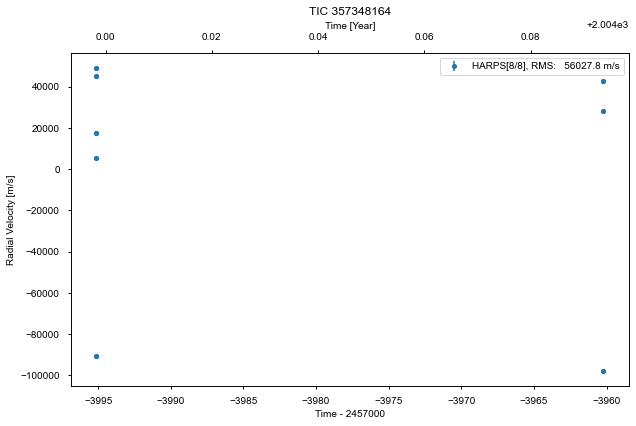 TIC 357348164
Time [Year]
0.00 0.02 0.04 0.06 0.08 +2.004e3
HARPS[8/8], RMS: 56027.8 m/s
Radial Velocity [m/s]
40000
20000
0
−20000
−40000
−60000
−80000
−100000
−3995 −3990 −3985 −3980 −3975 −3970 −3965 −3960
Time - 2457000